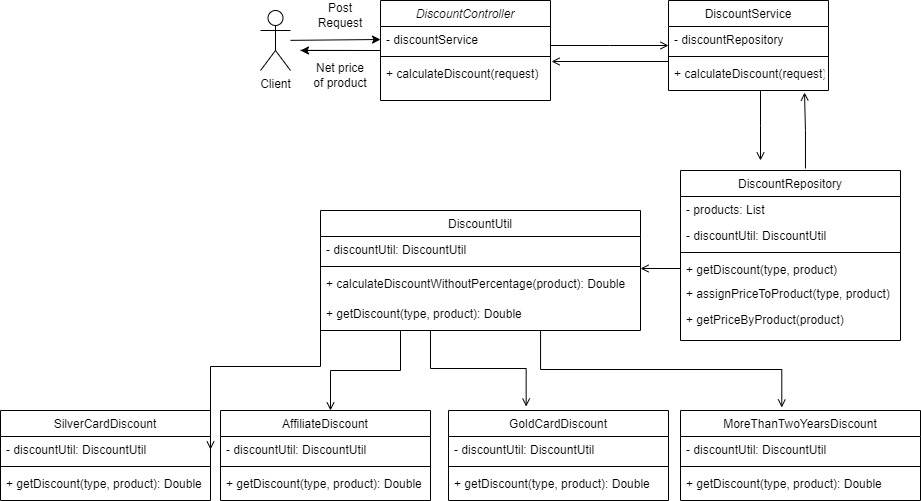 Post
Request
Client
Net price
of product
DiscountController
- discountService
+ calculateDiscount(request)
DiscountService
- discountRepository
+ calculateDiscount(request)
DiscountRepository
- products: List
- discountUtil: DiscountUtil
+ getDiscount(type, product)
+ assignPriceToProduct(type, product)
+ getPriceByProduct(product)
DiscountUtil
- discountUtil: DiscountUtil
+ calculateDiscountWithoutPercentage(product): Double
+ getDiscount(type, product): Double
SilverCardDiscount
- discountUtil: DiscountUtil
+ getDiscount(type, product): Double
AffiliateDiscount
- discountUtil: DiscountUtil
+ getDiscount(type, product): Double
GoldCardDiscount
- discountUtil: DiscountUtil
+ getDiscount(type, product): Double
MoreThanTwoYearsDiscount
- discountUtil: DiscountUtil
+ getDiscount(type, product): Double